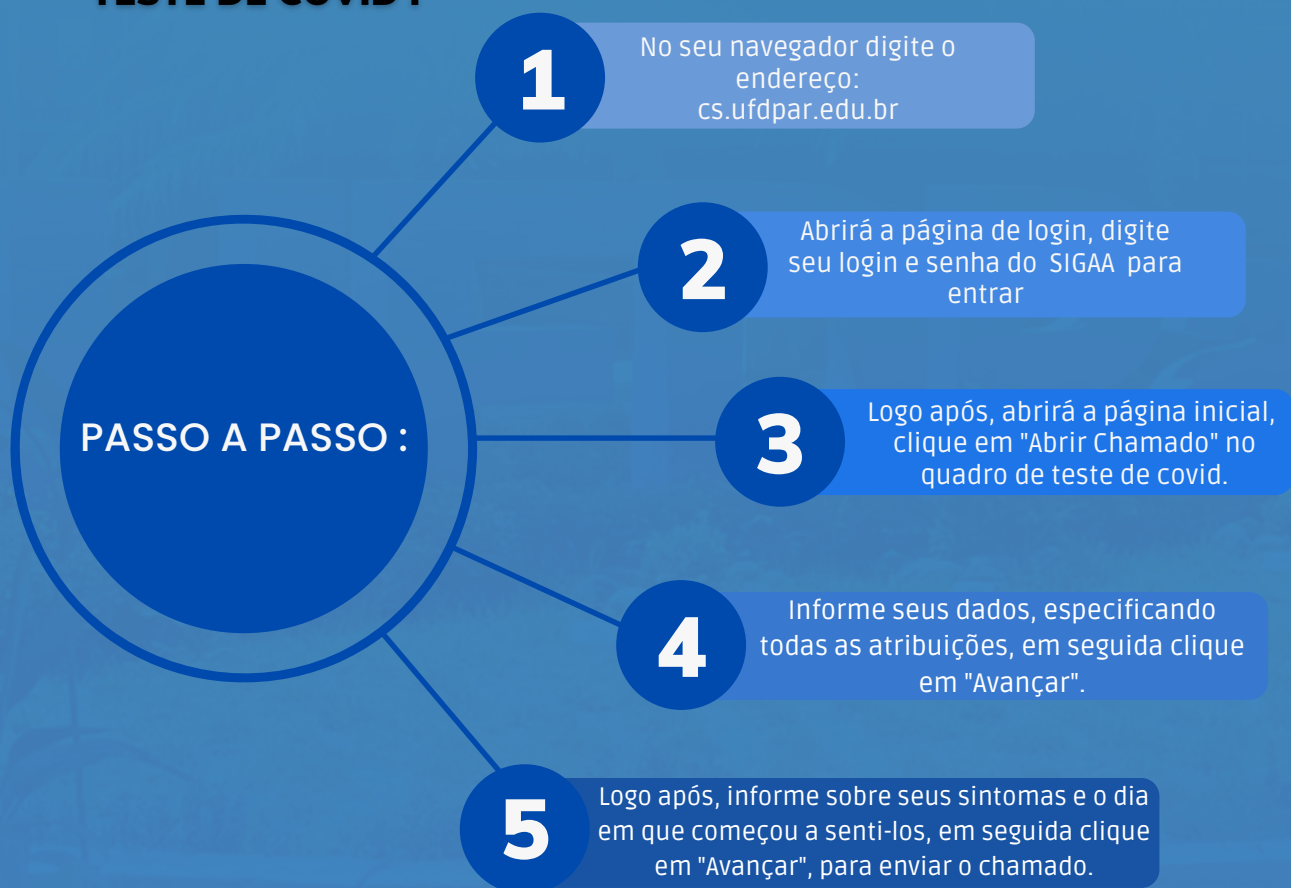 TESTE DE COVID?
PASSO A PASSO :
1
No seu navegador digite o
endereço:
cs.ufdpar.edu.br
2
Abrirá a página de login, digite
seu login e senha do SIGAA para
entrar
3
Logo após, abrirá a página inicial,
clique em "Abrir Chamado" no
quadro de teste de covid.
4
Informe seus dados, especificando
todas as atribuições, em seguida clique
em "Avançar".
5
Logo após, informe sobre seus sintomas e o dia
em que começou a senti-los, em seguida clique
em "Avançar", para enviar o chamado.